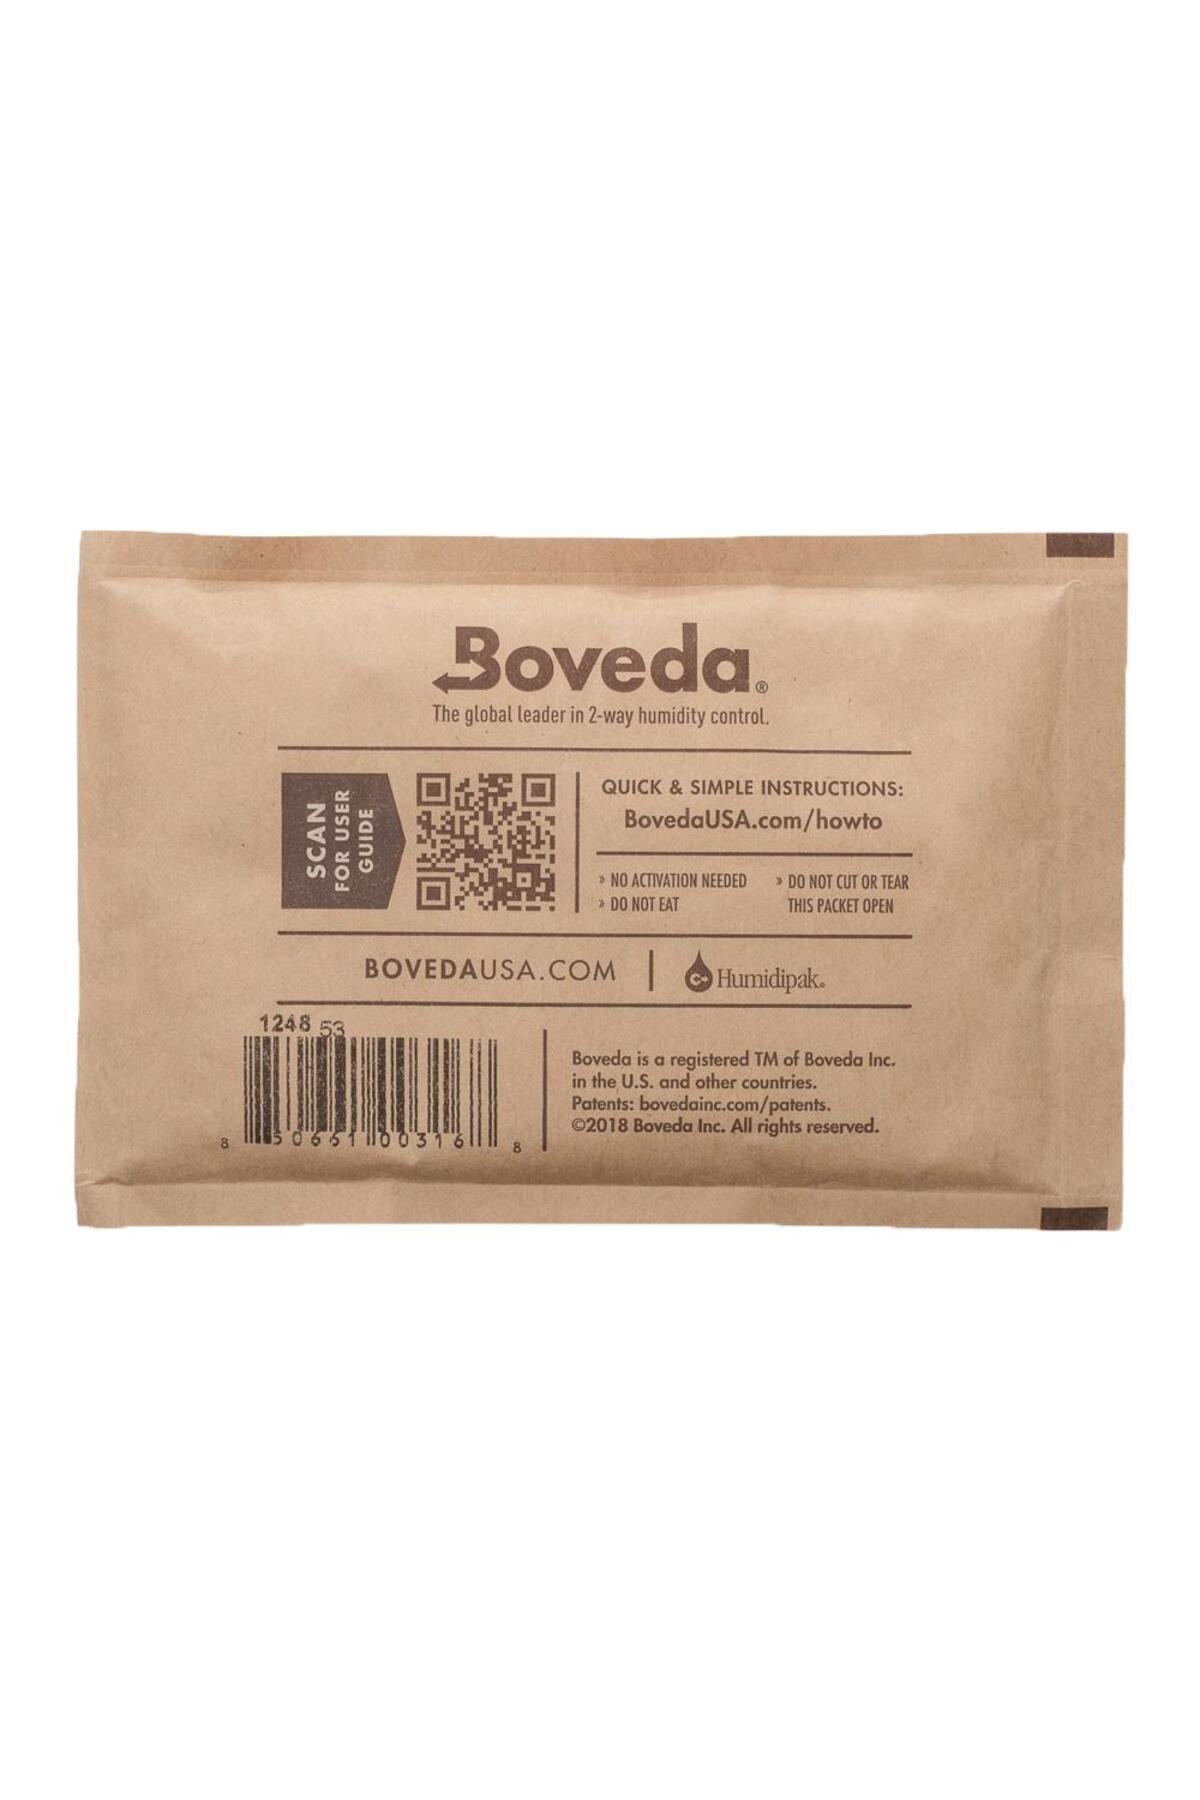 Boveda®
The global leader in 2-way humidity control.
SCAN
FOR USER
GUIDE
QUICK & SIMPLE INSTRUCTIONS:
BovedaUSA.com/howto
» NO ACTIVATION NEEDED
» DO NOT EAT
» DO NOT CUT OR TEAR
THIS PACKET OPEN
BOVEDAUSA.COM
Humidipak®
1248 53
8 50661 00316 8
Boveda is a registered TM of Boveda Inc.
in the U.S. and other countries.
Patents: bovedainc.com/patents.
©2018 Boveda Inc. All rights reserved.